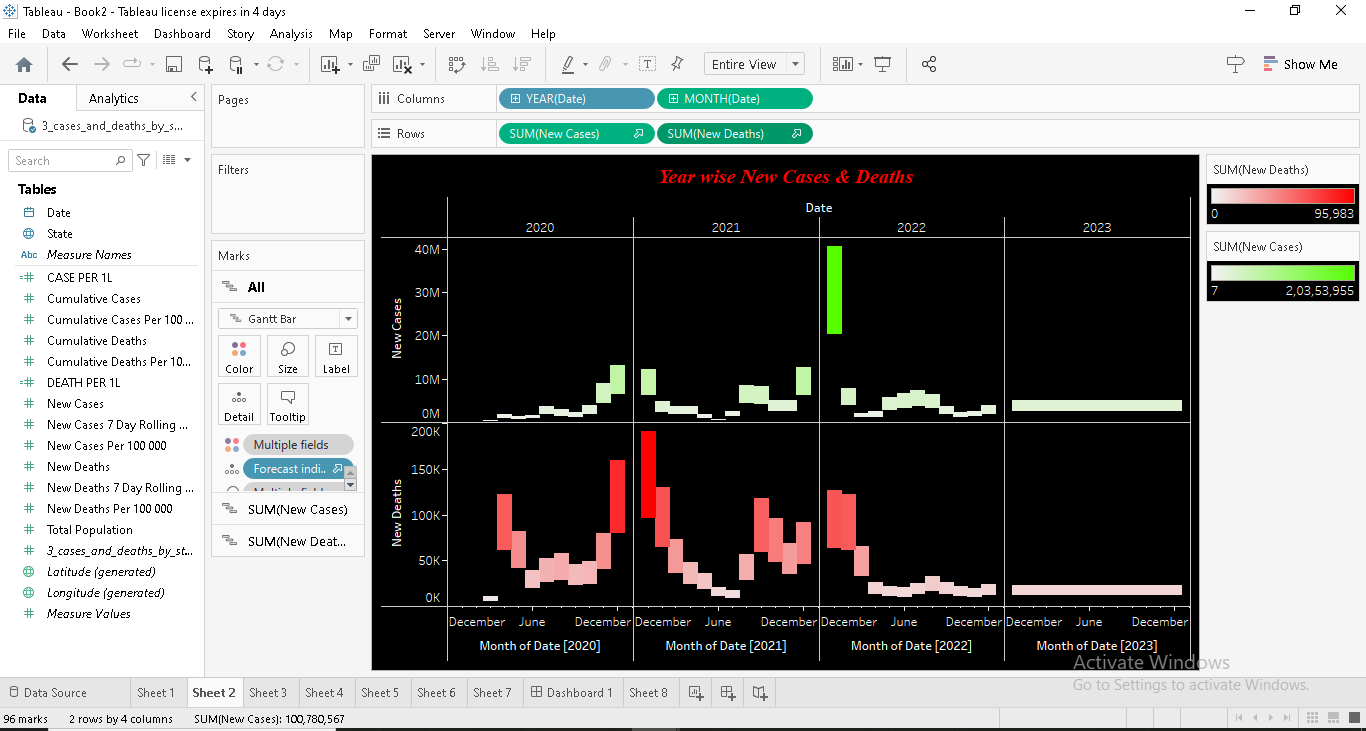 Tableau - Book2 - Tableau license expires in 4 days
File Data Worksheet Dashboard Story Analysis Map Format Server Window Help
Entire View
Show Me
Data Analytics
3_cases_and_deaths_by_s...
Search
Tables
Date
State
Abc Measure Names
CASE PER 1L
Cumulative Cases
Cumulative Cases Per 100 ...
Cumulative Deaths
Cumulative Deaths Per 10...
DEATH PER 1L
New Cases
New Cases 7 Day Rolling ...
New Cases Per 100 000
New Deaths
New Deaths 7 Day Rolling ...
New Deaths Per 100 000
Total Population
3_cases_and_deaths_by_st...
Latitude (generated)
Longitude (generated)
Measure Values
Pages
Filters
Marks
All
Gantt Bar
Color Size Label
Detail Tooltip
Multiple fields
Forecast indi..
SUM(New Cases)
SUM(New Deat...
Columns YEAR(Date) MONTH(Date)
Rows SUM(New Cases) SUM(New Deaths)
Year wise New Cases & Deaths
Date
2020 2021 2022 2023
New Cases
40M
30M
20M
10M
0M
New Deaths
200K
150K
100K
50K
0K
December June December December June December December June December December June December
Month of Date [2020] Month of Date [2021] Month of Date [2022] Month of Date [2023]
SUM(New Deaths)
0 95,983
SUM(New Cases)
7 2,03,53,955
Activate Windows
Go to Settings to activate Windows.
Data Source Sheet 1 Sheet 2 Sheet 3 Sheet 4 Sheet 5 Sheet 6 Sheet 7 Dashboard 1 Sheet 8
96 marks 2 rows by 4 columns SUM(New Cases): 100,780,567